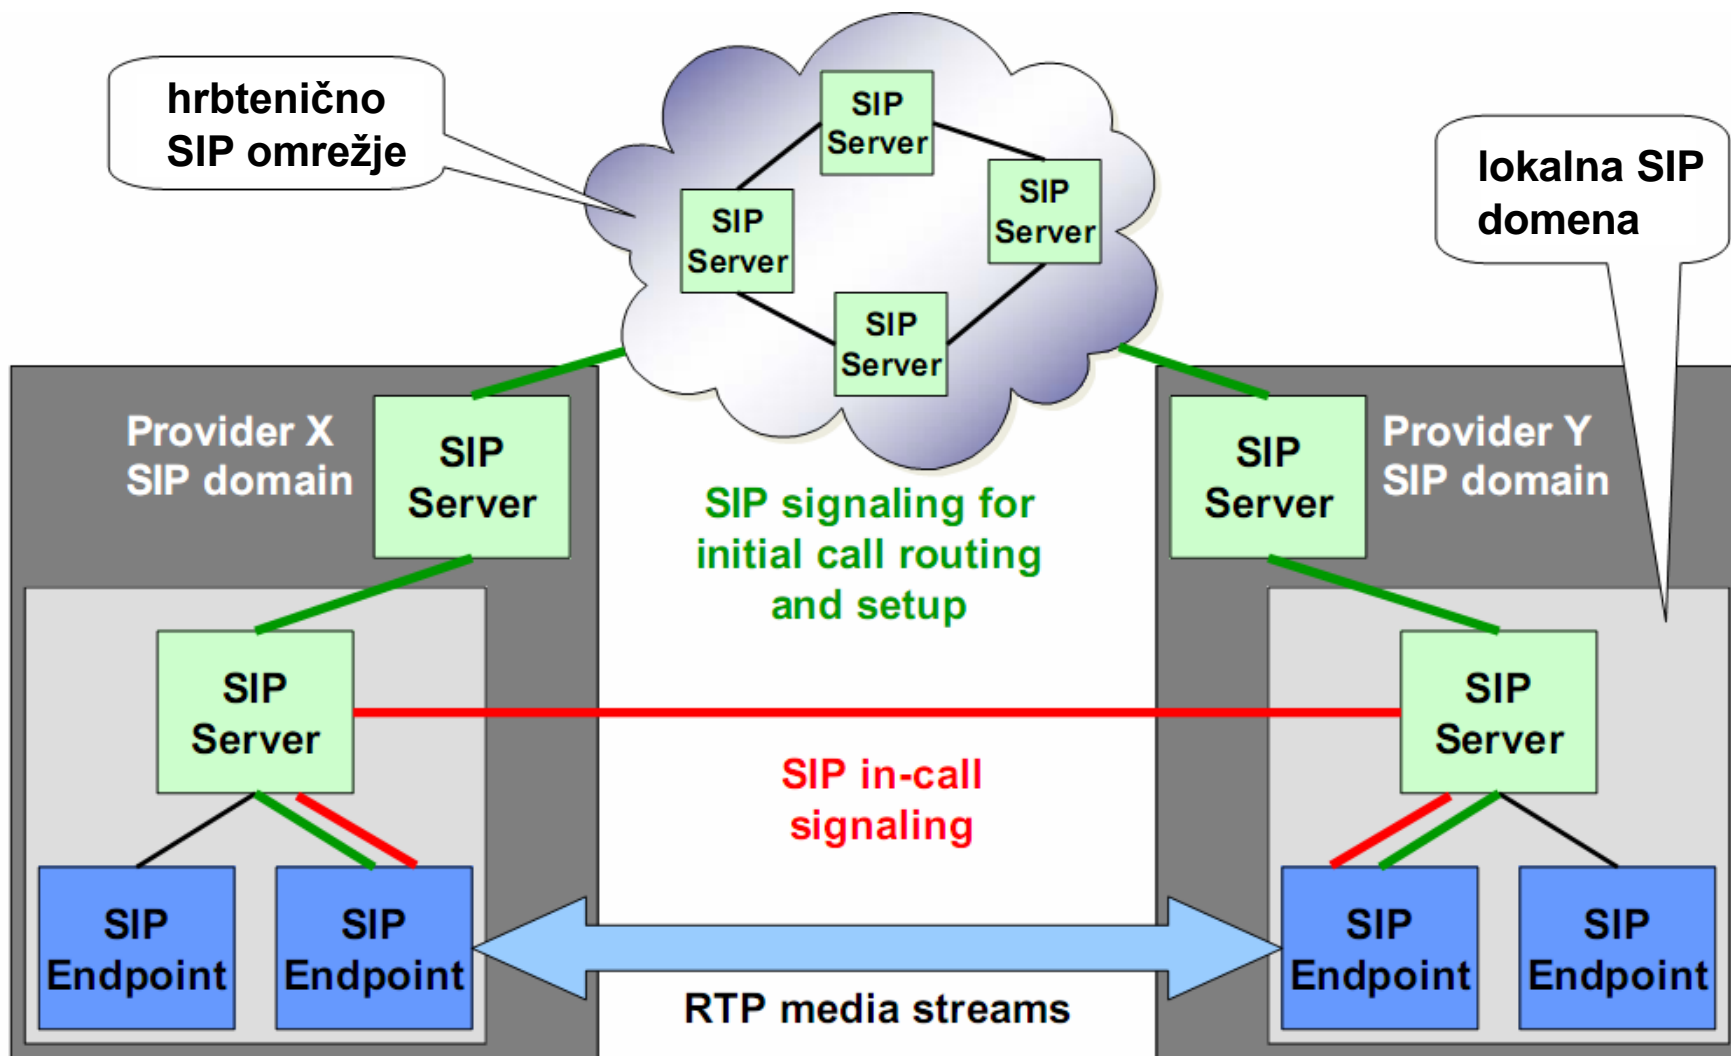 hrbtenično
SIP omrežje
SIP
Server
SIP
Server
SIP
Server
SIP
Server
lokalna SIP
domena
Provider X
SIP domain
SIP
Server
SIP signaling for
initial call routing
and setup
SIP
Server
Provider Y
SIP domain
SIP
Server
SIP in-call
signaling
SIP
Server
SIP
Endpoint
SIP
Endpoint
RTP media streams
SIP
Endpoint
SIP
Endpoint